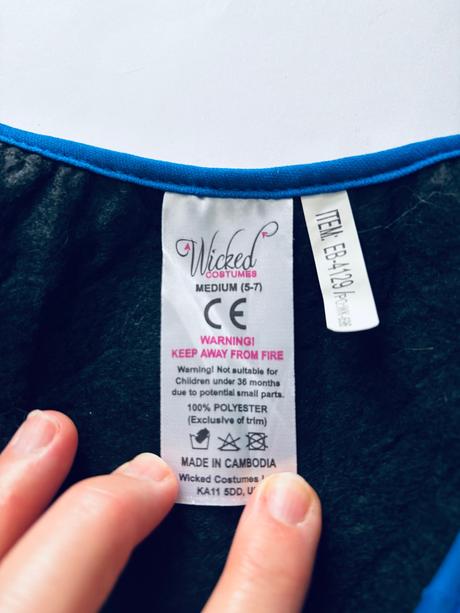 Wicked
COSTUMES
MEDIUM (5-7)
CE
WARNING!
KEEP AWAY FROM FIRE
Warning! Not suitable for
Children under 36 months
due to potential small parts.
100% POLYESTER
(Exclusive of trim)
MADE IN CAMBODIA
Wicked Costumes
KA11 5DD,
ITEM: EB-4129